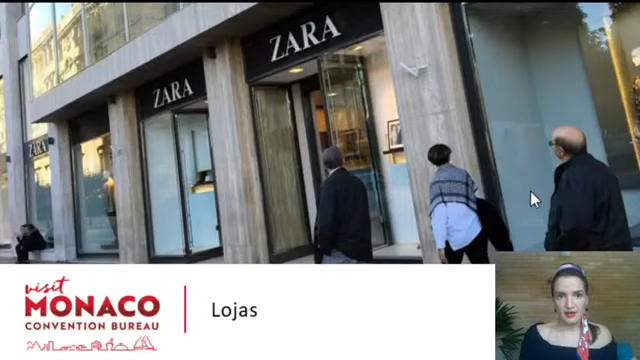 ZARA
ZARA
ZARA
visit
MONACO
CONVENTION BUREAU
Lojas